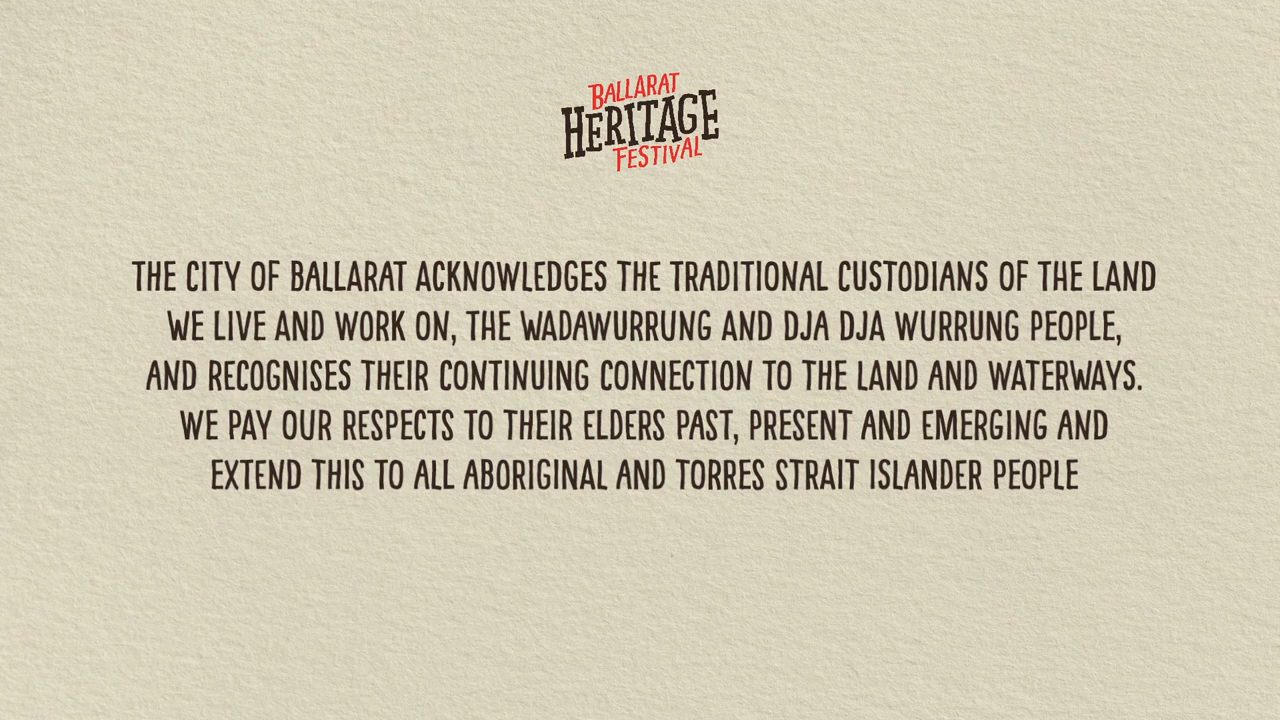 BALLARAT
HERITAGE
FESTIVAL
THE CITY OF BALLARAT ACKNOWLEDGES THE TRADITIONAL CUSTODIANS OF THE LAND
WE LIVE AND WORK ON, THE WADAWURRUNG AND DJA DJA WURRUNG PEOPLE,
AND RECOGNISES THEIR CONTINUING CONNECTION TO THE LAND AND WATERWAYS.
WE PAY OUR RESPECTS TO THEIR ELDERS PAST, PRESENT AND EMERGING AND
EXTEND THIS TO ALL ABORIGINAL AND TORRES STRAIT ISLANDER PEOPLE